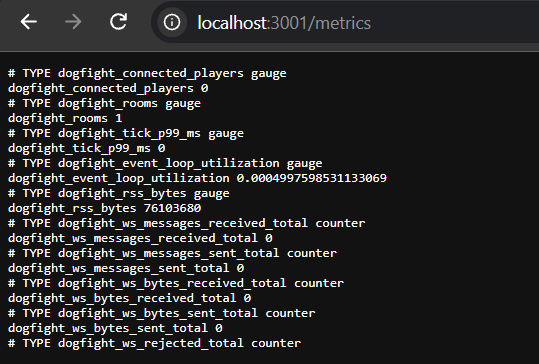 localhost:3001/metrics
# TYPE dogfight_connected_players gauge
dogfight_connected_players 0
# TYPE dogfight_rooms gauge
dogfight_rooms 1
# TYPE dogfight_tick_p99_ms gauge
dogfight_tick_p99_ms 0
# TYPE dogfight_event_loop_utilization gauge
dogfight_event_loop_utilization 0.0004997598531133069
# TYPE dogfight_rss_bytes gauge
dogfight_rss_bytes 76103680
# TYPE dogfight_ws_messages_received_total counter
dogfight_ws_messages_received_total 0
# TYPE dogfight_ws_messages_sent_total counter
dogfight_ws_messages_sent_total 0
# TYPE dogfight_ws_bytes_received_total counter
dogfight_ws_bytes_received_total 0
# TYPE dogfight_ws_bytes_sent_total counter
dogfight_ws_bytes_sent_total 0
# TYPE dogfight_ws_rejected_total counter